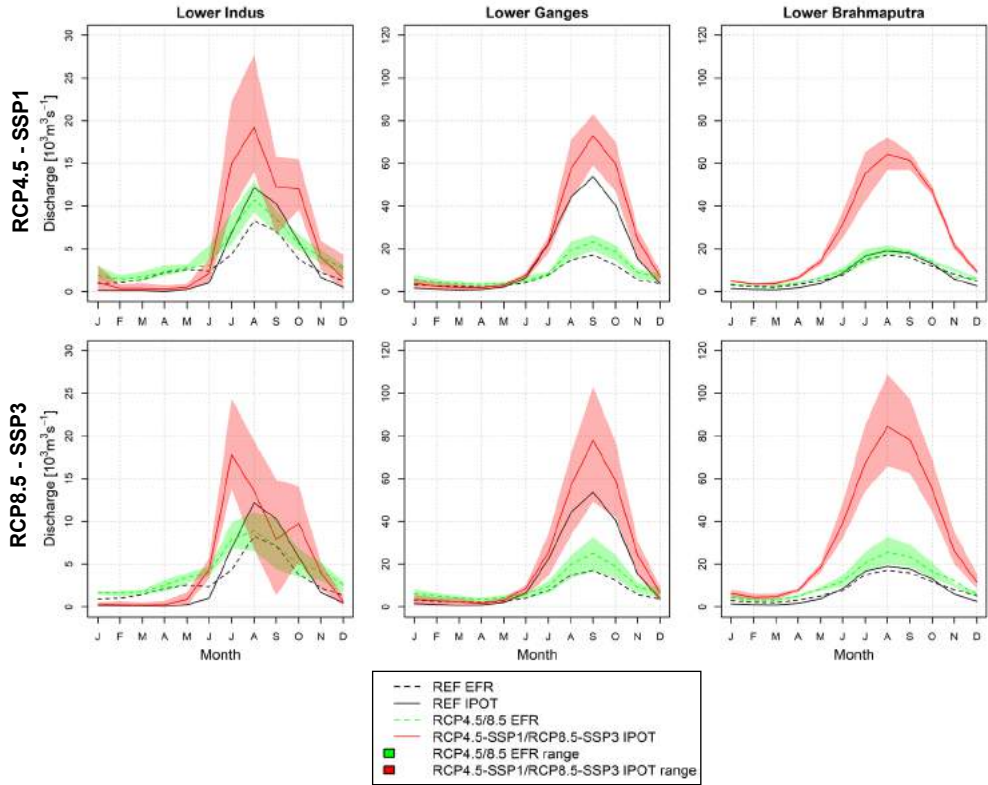 Lower Indus Lower Ganges Lower Brahmaputra
RCP4.5 - SSP1
Discharge [10³m³s⁻¹]
30 25 20 15 10 5 0
J F M A M J J A S O N D
120 100 80 60 40 20 0
J F M A M J J A S O N D
120 100 80 60 40 20 0
J F M A M J J A S O N D
RCP8.5 - SSP3
Discharge [10³m³s⁻¹]
30 25 20 15 10 5 0
J F M A M J J A S O N D
Month
120 100 80 60 40 20 0
J F M A M J J A S O N D
Month
120 100 80 60 40 20 0
J F M A M J J A S O N D
Month
REF EFR
REF IPOT
RCP4.5/8.5 EFR
RCP4.5-SSP1/RCP8.5-SSP3 IPOT
RCP4.5/8.5 EFR range
RCP4.5-SSP1/RCP8.5-SSP3 IPOT range